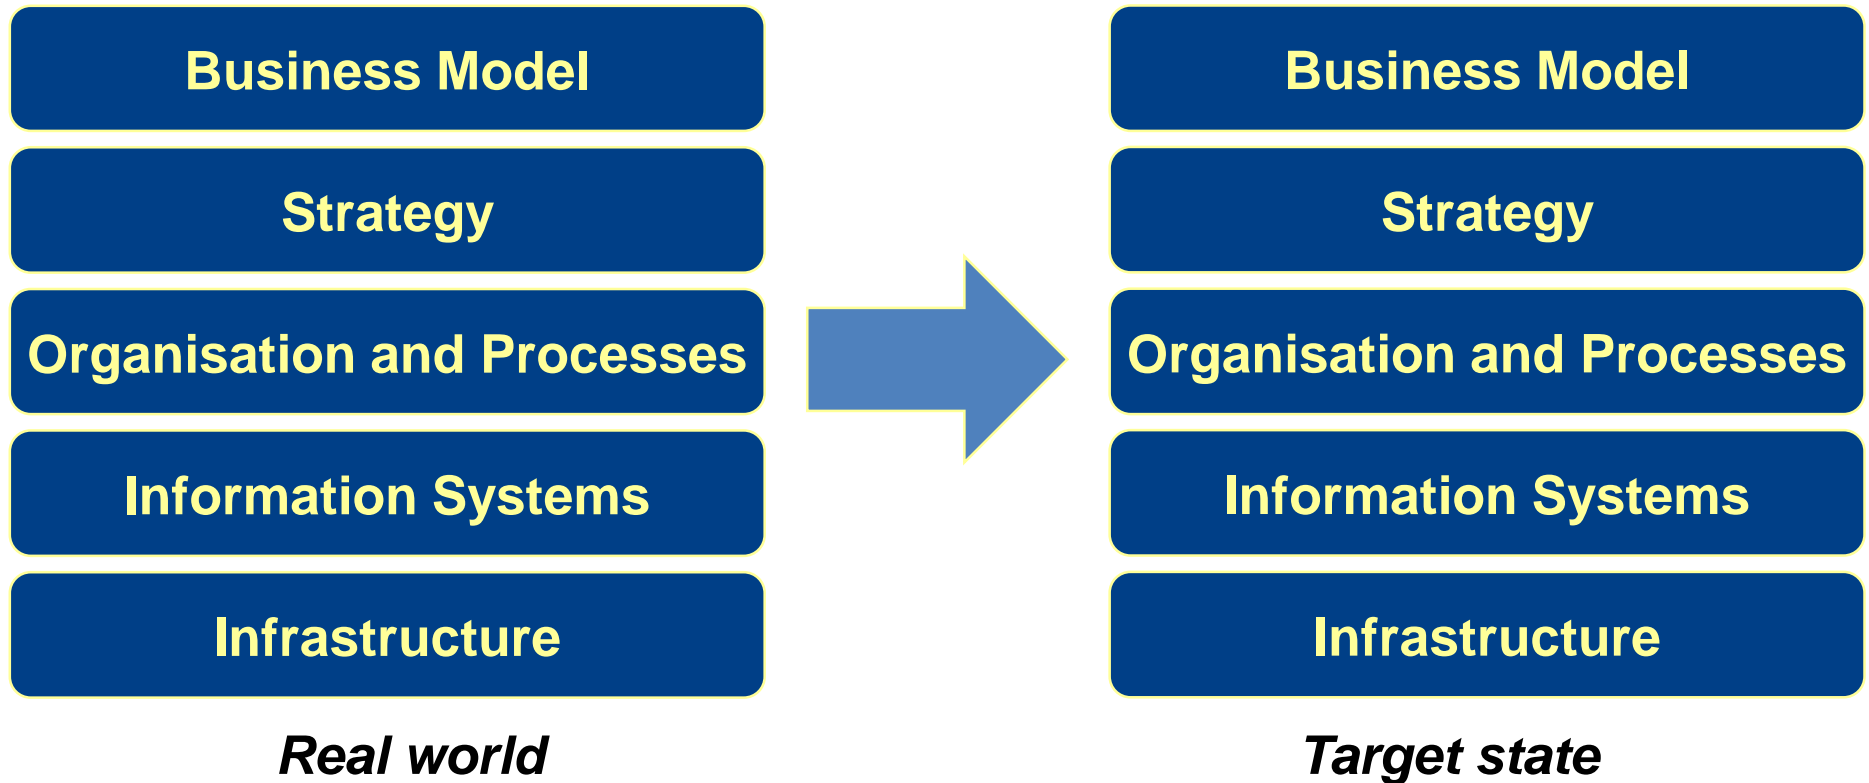 Business Model
Strategy
Organisation and Processes
Information Systems
Infrastructure
Real world
Business Model
Strategy
Organisation and Processes
Information Systems
Infrastructure
Target state